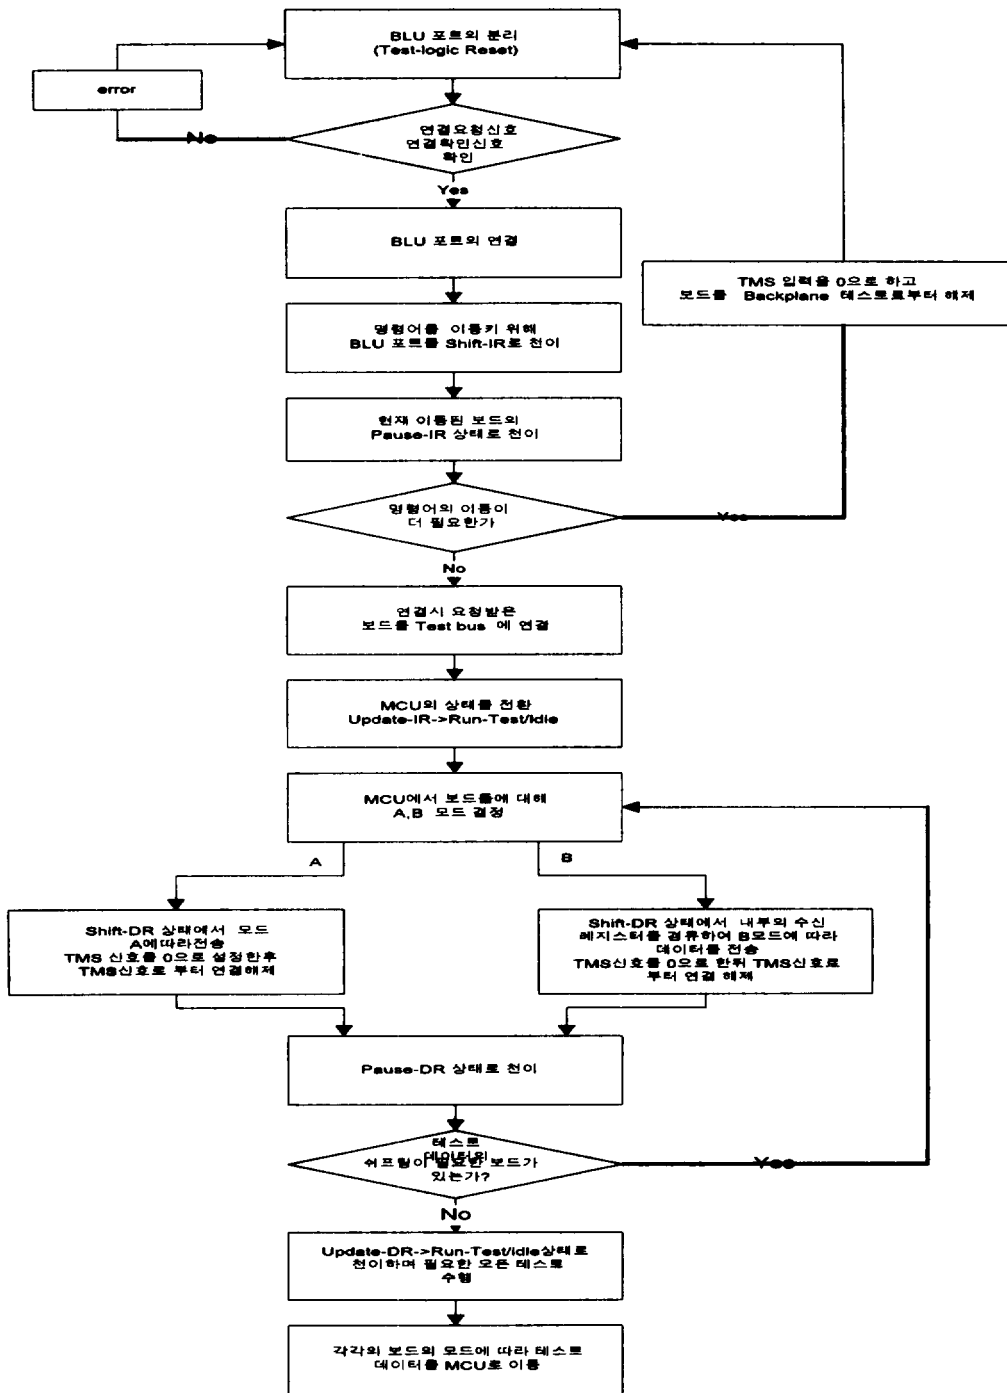 BLU 포트의 분리
(Test-logic Reset)
error
연결요청신호
연결확인신호
확인
No
Yes
BLU 포트의 연결
TMS 입력을 0으로 하고
보드를 Backplane 테스트로부터 해제
명령어를 이동키 위해
BLU 포트를 Shift-IR로 천이
현재 이동된 보드의
Pause-IR 상태로 천이
명령어의 이동이
더 필요한가
Yes
No
연결시 요청받은
보드를 Test bus 에 연결
MCU의 상태를 전환
Update-IR->Run-Test/Idle
MCU에서 보드들에 대해
A,B 모드 결정
A
B
Shift-DR 상태에서 모드
A에따라전송
TMS 신호를 0으로 설정한후
TMS신호로 부터 연결해제
Shift-DR 상태에서 내부의 수신
레지스터를 경류하여 B모드에 따라
데이터를 전송
TMS신호를 0으로 한뒤 TMS신호로
부터 연결 해제
Pause-DR 상태로 천이
테스트
데이터의
쉬프팅이 필요한 보드가
있는가?
Yes
No
Update-DR->Run-Test/Idle상태로
천이하며 필요한 모든 테스트
수행
각각의 보드의 모드에 따라 테스트
데이터를 MCU로 이동